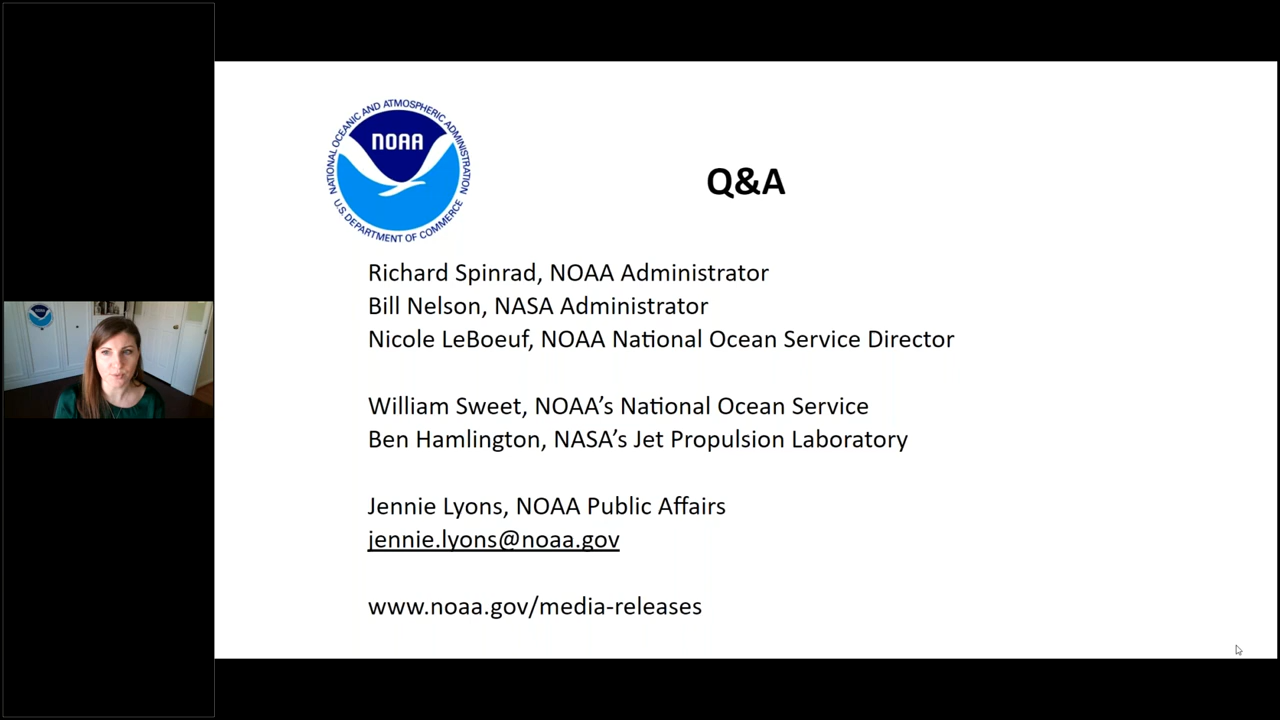 NATIONAL OCEANIC AND ATMOSPHERIC ADMINISTRATION
NOAA
U.S. DEPARTMENT OF COMMERCE
Q&A
Richard Spinrad, NOAA Administrator
Bill Nelson, NASA Administrator
Nicole LeBoeuf, NOAA National Ocean Service Director
William Sweet, NOAA’s National Ocean Service
Ben Hamlington, NASA’s Jet Propulsion Laboratory
Jennie Lyons, NOAA Public Affairs
jennie.lyons@noaa.gov
www.noaa.gov/media-releases